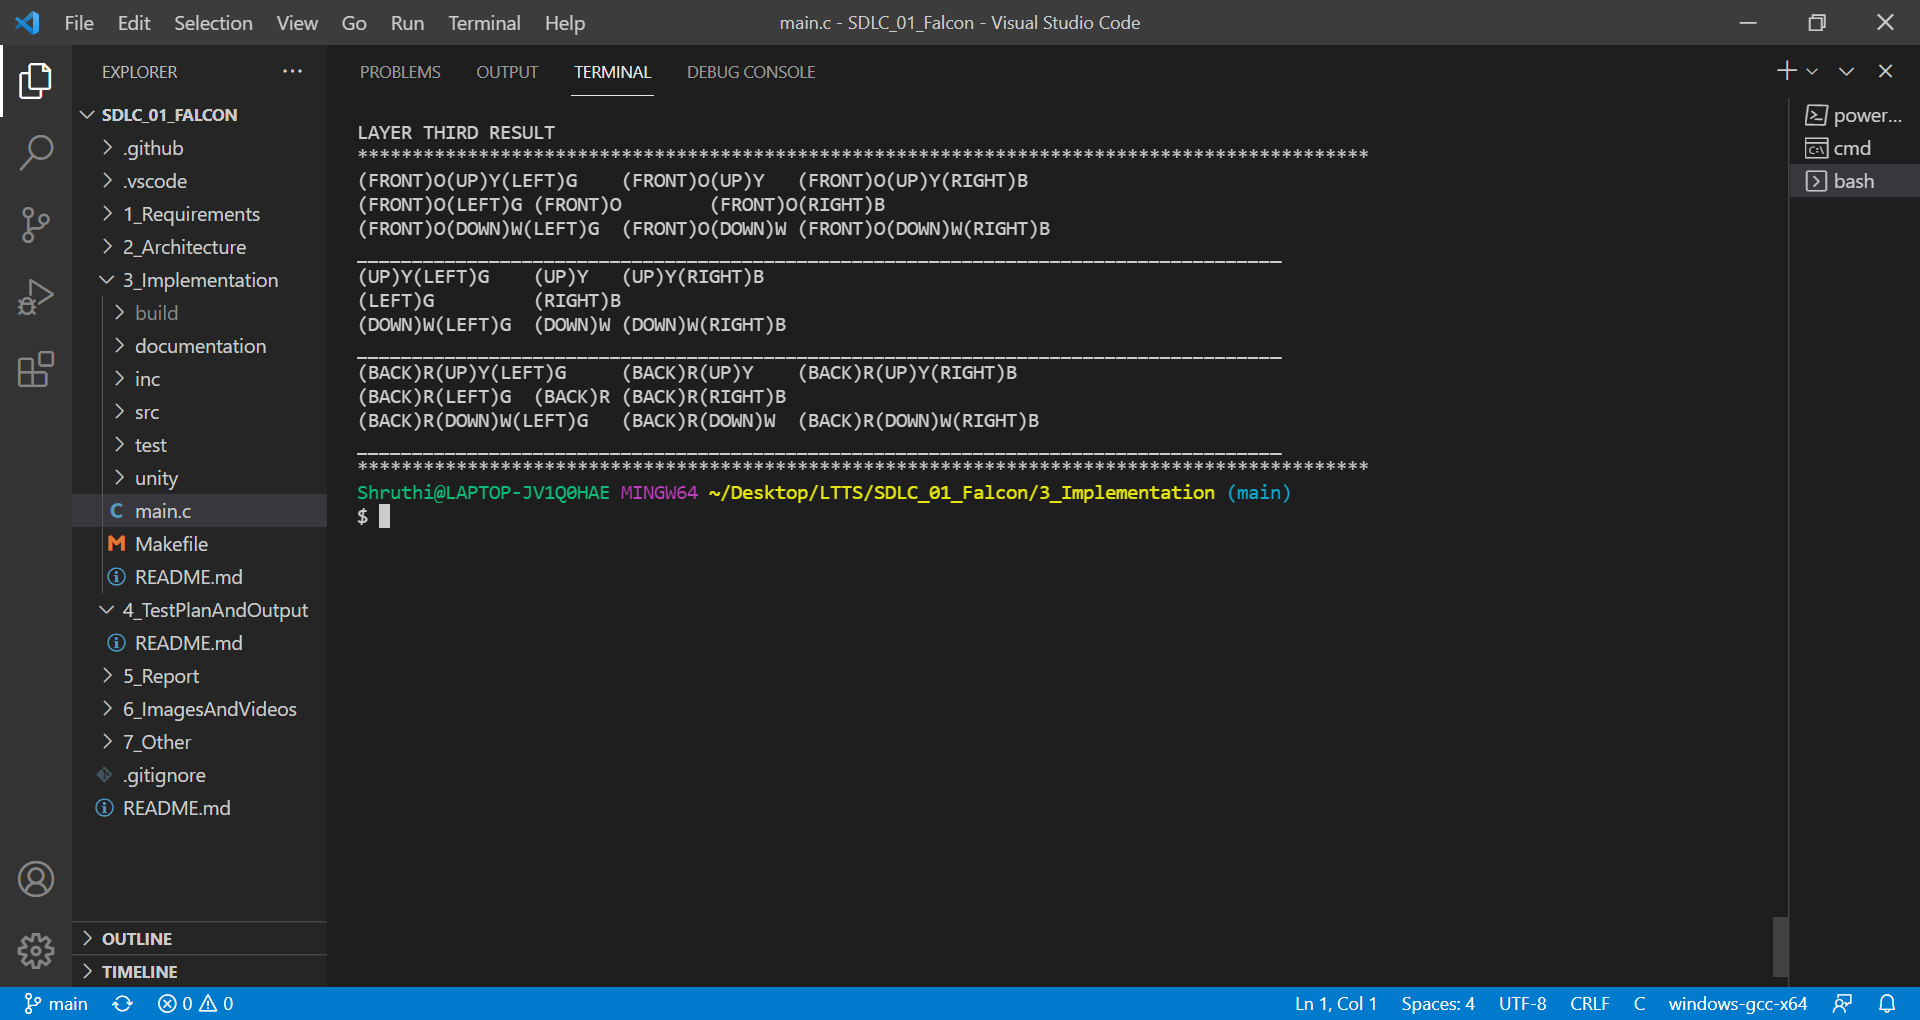 File Edit Selection View Go Run Terminal Help main.c - SDLC_01_Falcon - Visual Studio Code
EXPLORER
SDLC_01_FALCON
.github
.vscode
1_Requirements
2_Architecture
3_Implementation
build
documentation
inc
src
test
unity
main.c
Makefile
README.md
4_TestPlanAndOutput
README.md
5_Report
6_ImagesAndVideos
7_Other
.gitignore
README.md
OUTLINE
TIMELINE
PROBLEMS OUTPUT TERMINAL DEBUG CONSOLE
LAYER THIRD RESULT
********************************************************************************************
(FRONT)O(UP)Y(LEFT)G    (FRONT)O(UP)Y   (FRONT)O(UP)Y(RIGHT)B
(FRONT)O(LEFT)G (FRONT)O        (FRONT)O(RIGHT)B
(FRONT)O(DOWN)W(LEFT)G  (FRONT)O(DOWN)W (FRONT)O(DOWN)W(RIGHT)B
____________________________________________________________________________________
(UP)Y(LEFT)G    (UP)Y   (UP)Y(RIGHT)B
(LEFT)G         (RIGHT)B
(DOWN)W(LEFT)G  (DOWN)W (DOWN)W(RIGHT)B
____________________________________________________________________________________
(BACK)R(UP)Y(LEFT)G     (BACK)R(UP)Y    (BACK)R(UP)Y(RIGHT)B
(BACK)R(LEFT)G  (BACK)R (BACK)R(RIGHT)B
(BACK)R(DOWN)W(LEFT)G   (BACK)R(DOWN)W  (BACK)R(DOWN)W(RIGHT)B
____________________________________________________________________________________
********************************************************************************************
Shruthi@LAPTOP-JV1Q0HAE MINGW64 ~/Desktop/LTTS/SDLC_01_Falcon/3_Implementation (main)
$
power...
cmd
bash
main 0 0 Ln 1, Col 1 Spaces: 4 UTF-8 CRLF C windows-gcc-x64